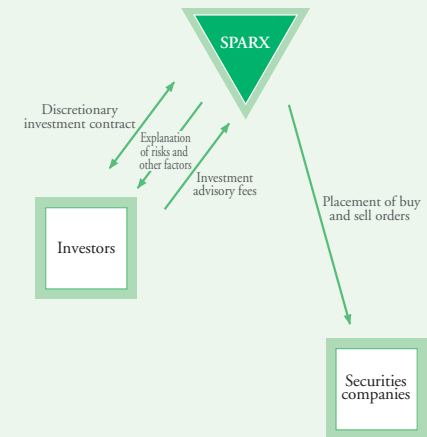 SPARX
Discretionary
investment contract
Explanation
of risks and
other factors
Investment
advisory fees
Placement of buy
and sell orders
Investors
Securities
companies